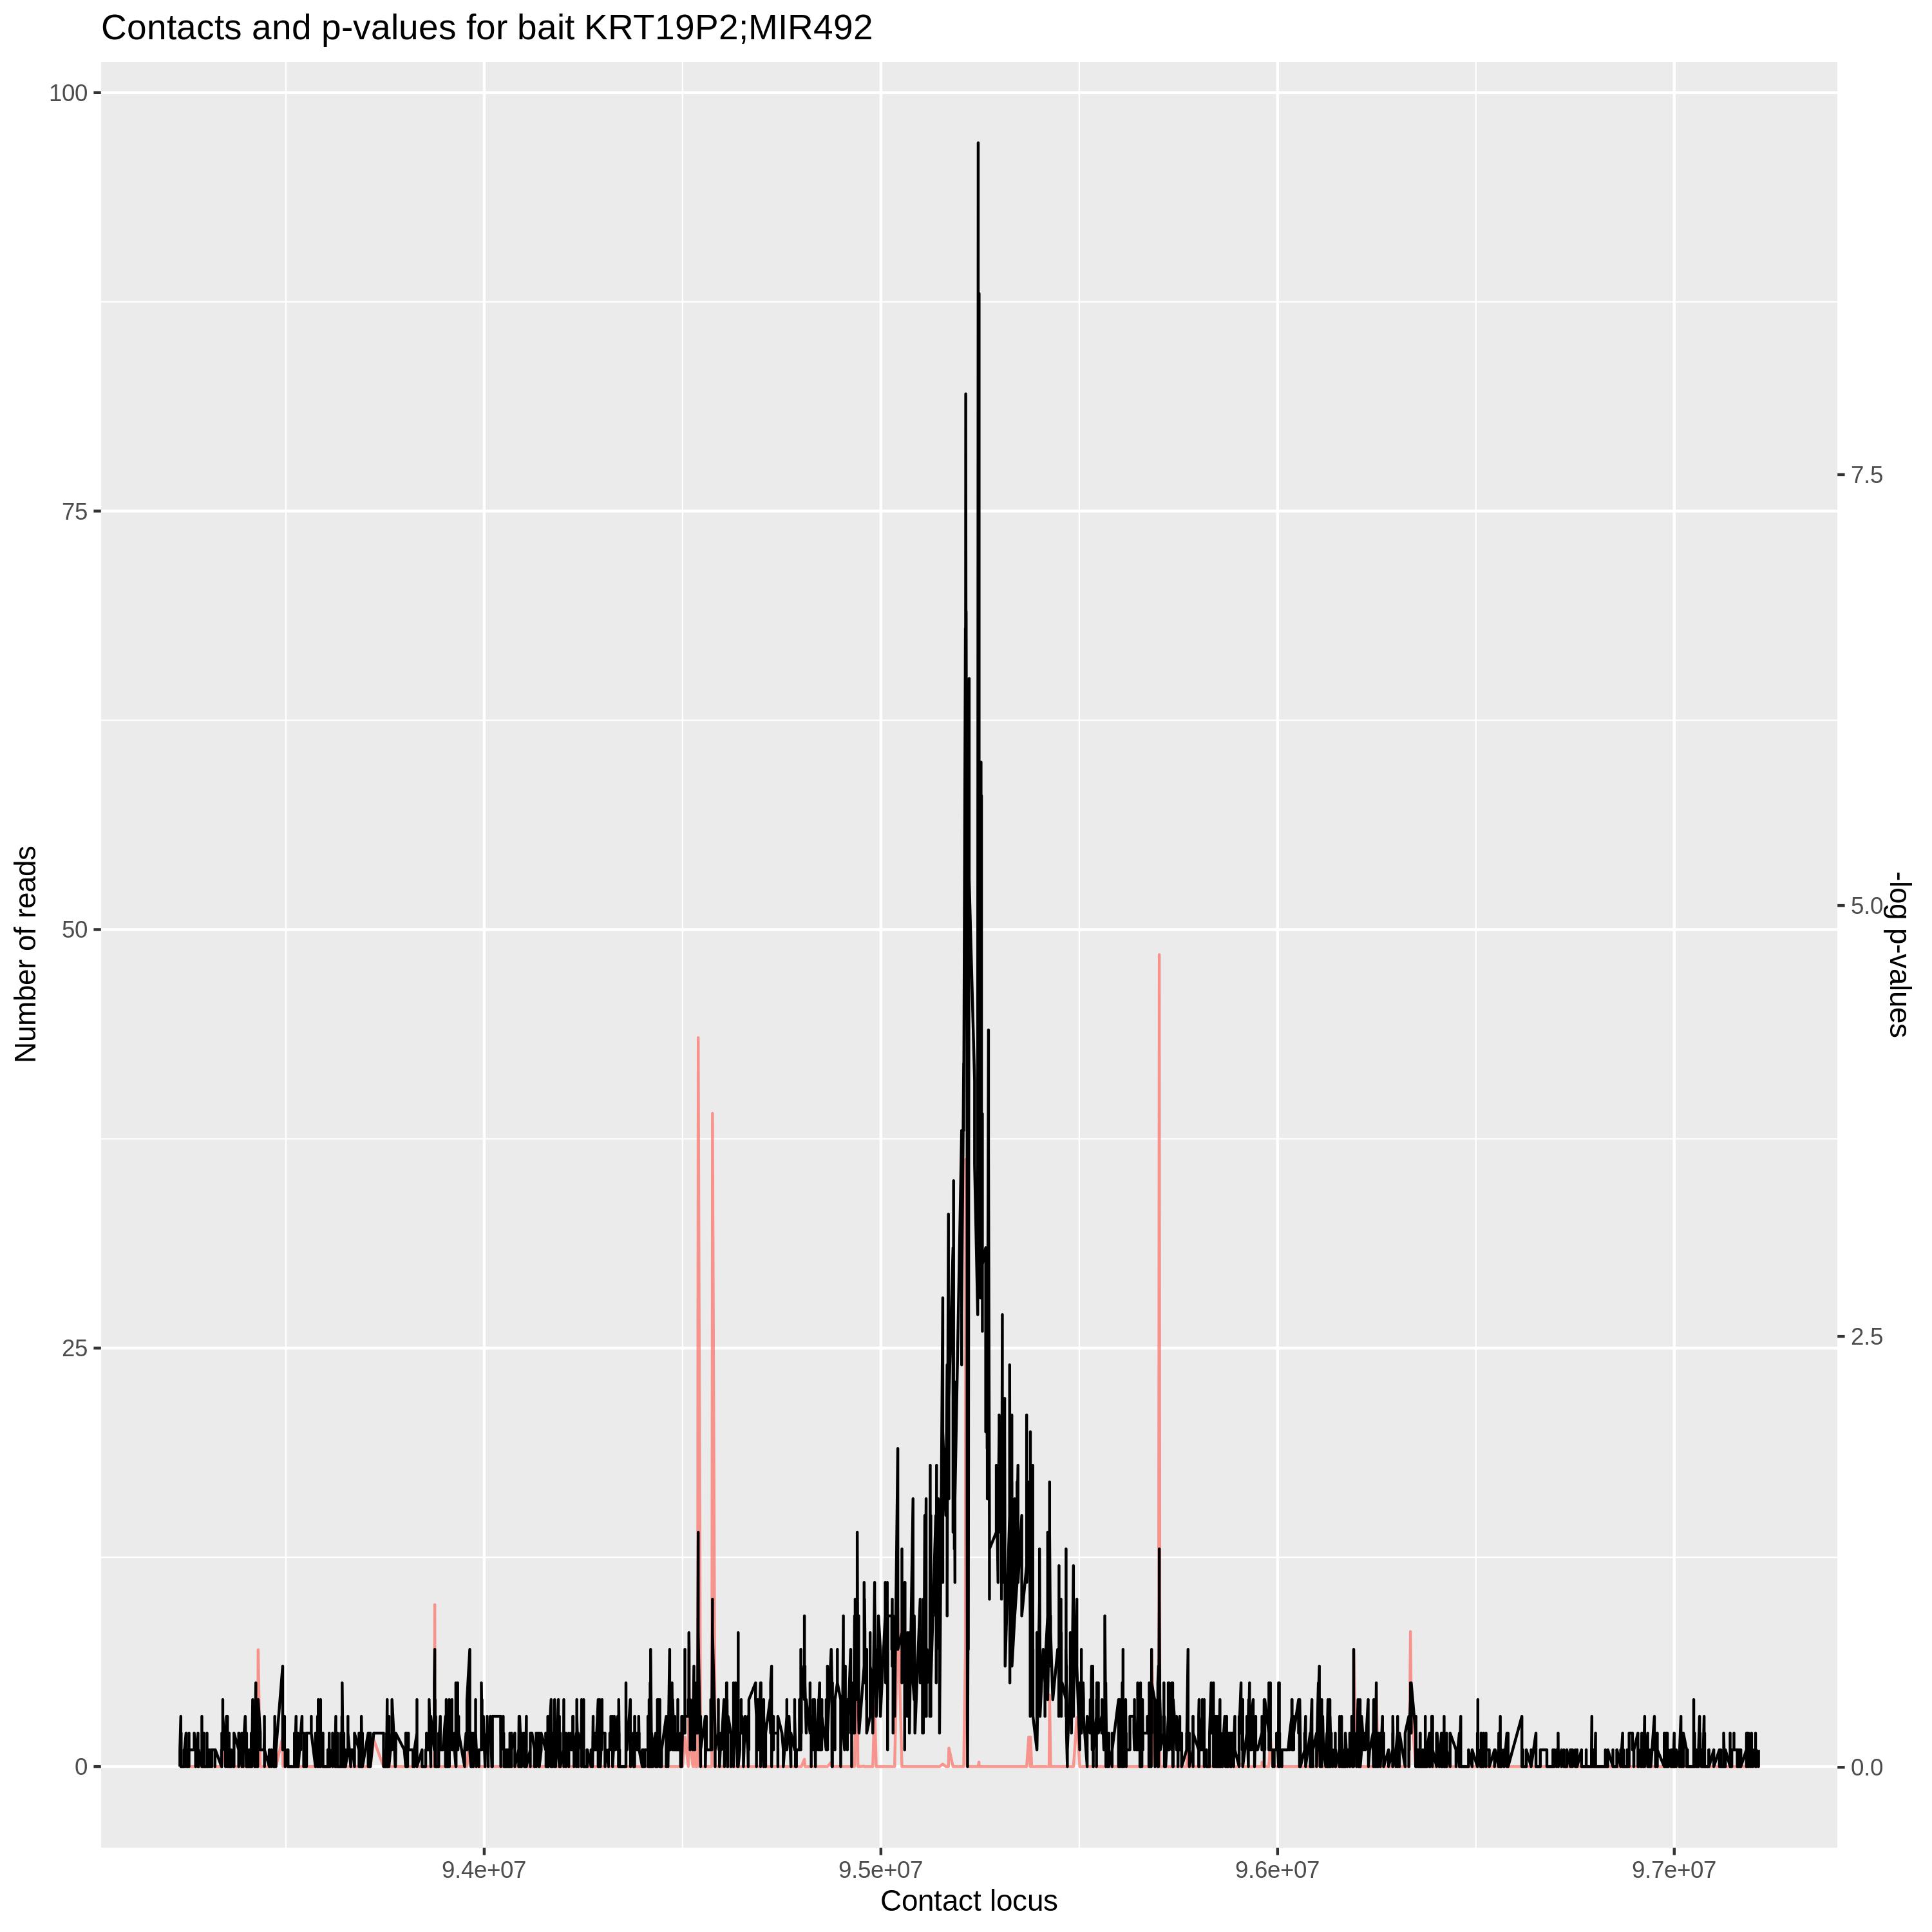 Contacts and p-values for bait KRT19P2;MIR492
100
75
50
25
0
Number of reads
7.5
5.0
2.5
0.0
-log p-values
9.4e+07
9.5e+07
9.6e+07
9.7e+07
Contact locus